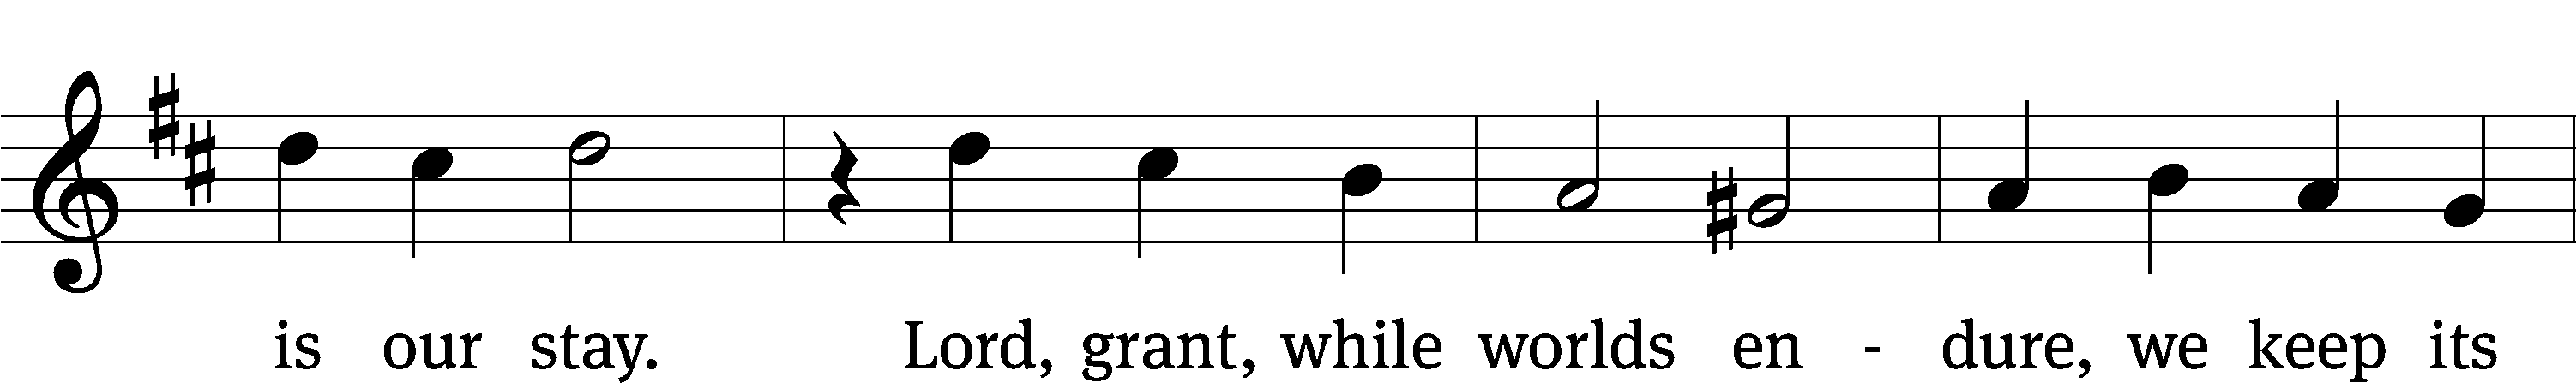 is our stay. Lord, grant, while worlds en - dure, we keep its